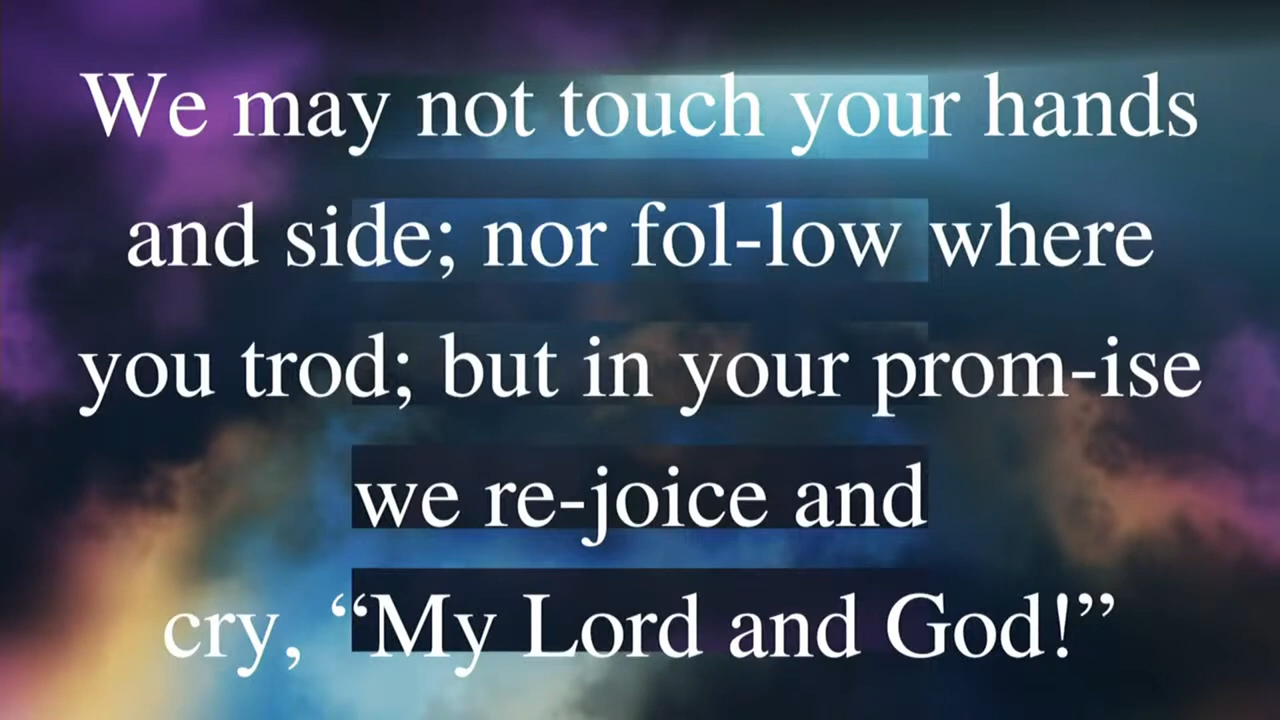 We may not touch your hands
and side; nor fol-low where
you trod; but in your prom-ise
we re-joice and
cry, “My Lord and God!”